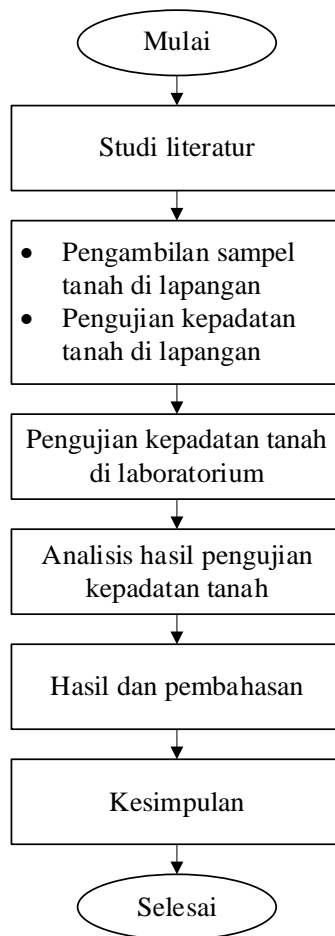 Mulai
Studi literatur
• Pengambilan sampel
tanah di lapangan
• Pengujian kepadatan
tanah di lapangan
Pengujian kepadatan tanah
di laboratorium
Analisis hasil pengujian
kepadatan tanah
Hasil dan pembahasan
Kesimpulan
Selesai